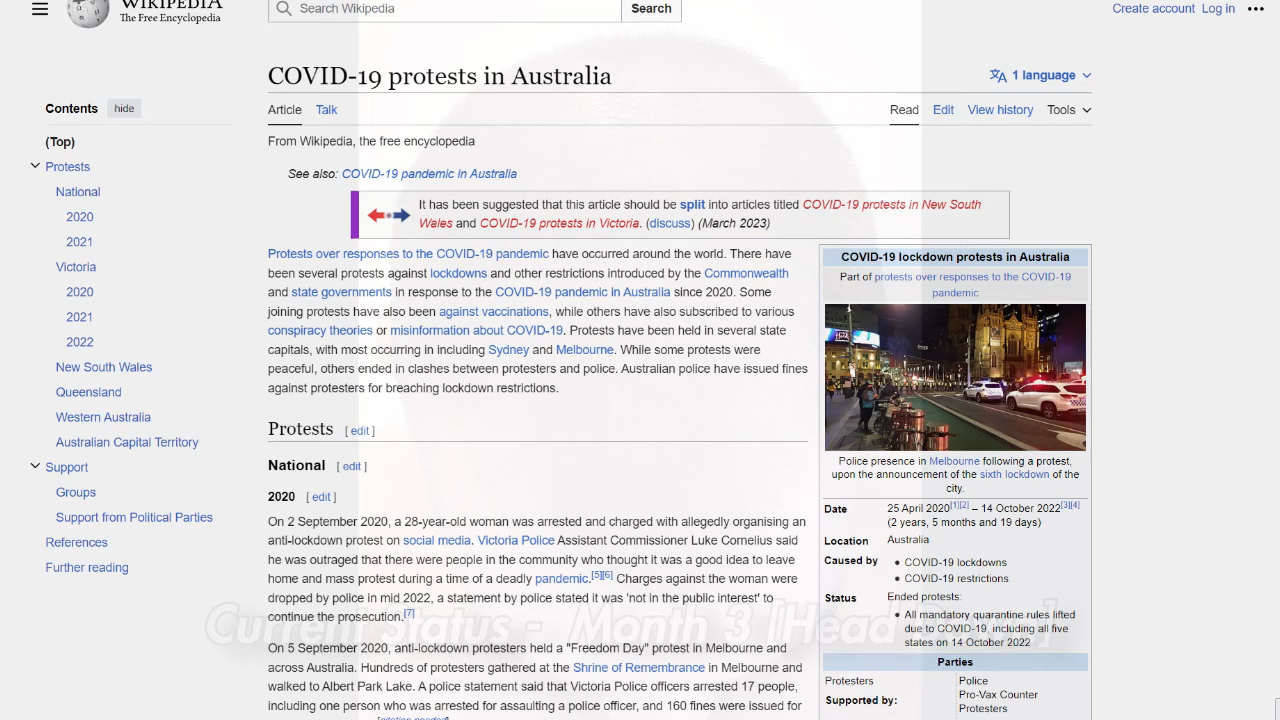 WIKIPEDIA
The Free Encyclopedia
Search Wikipedia
Search
Create account Log in
COVID-19 protests in Australia
1 language
Article Talk
Read Edit View history Tools
From Wikipedia, the free encyclopedia
See also: COVID-19 pandemic in Australia
It has been suggested that this article should be split into articles titled COVID-19 protests in New South
Wales and COVID-19 protests in Victoria. (discuss) (March 2023)
Contents hide
(Top)
Protests
National
2020
2021
Victoria
2020
2021
2022
New South Wales
Queensland
Western Australia
Australian Capital Territory
Support
Groups
Support from Political Parties
References
Further reading
Protests over responses to the COVID-19 pandemic have occurred around the world. There have
been several protests against lockdowns and other restrictions introduced by the Commonwealth
and state governments in response to the COVID-19 pandemic in Australia since 2020. Some
joining protests have also been against vaccinations, while others have also subscribed to various
conspiracy theories or misinformation about COVID-19. Protests have been held in several state
capitals, with most occurring in including Sydney and Melbourne. While some protests were
peaceful, others ended in clashes between protesters and police. Australian police have issued fines
against protesters for breaching lockdown restrictions.
Protests [ edit ]
National [ edit ]
2020 [ edit ]
On 2 September 2020, a 28-year-old woman was arrested and charged with allegedly organising an
anti-lockdown protest on social media. Victoria Police Assistant Commissioner Luke Cornelius said
he was outraged that there were people in the community who thought it was a good idea to leave
home and mass protest during a time of a deadly pandemic.[5][6] Charges against the woman were
dropped by police in mid 2022, a statement by police stated it was 'not in the public interest' to
continue the prosecution.[7]
On 5 September 2020, anti-lockdown protesters held a "Freedom Day" protest in Melbourne and
across Australia. Hundreds of protesters gathered at the Shrine of Remembrance in Melbourne and
walked to Albert Park Lake. A police statement said that Victoria Police officers arrested 17 people,
including one person who was arrested for assaulting a police officer, and 160 fines were issued for
[citation needed]
COVID-19 lockdown protests in Australia
Part of protests over responses to the COVID-19
pandemic
Police presence in Melbourne following a protest,
upon the announcement of the sixth lockdown of the
city.
Date 25 April 2020[1][2] – 14 October 2022[3][4]
(2 years, 5 months and 19 days)
Location Australia
Caused by • COVID-19 lockdowns
• COVID-19 restrictions
Status Ended protests:
• All mandatory quarantine rules lifted
due to COVID-19, including all five
states on 14 October 2022
Parties
Protesters Police
Supported by: Pro-Vax Counter
Protesters
Current Status - Month 3 [Head